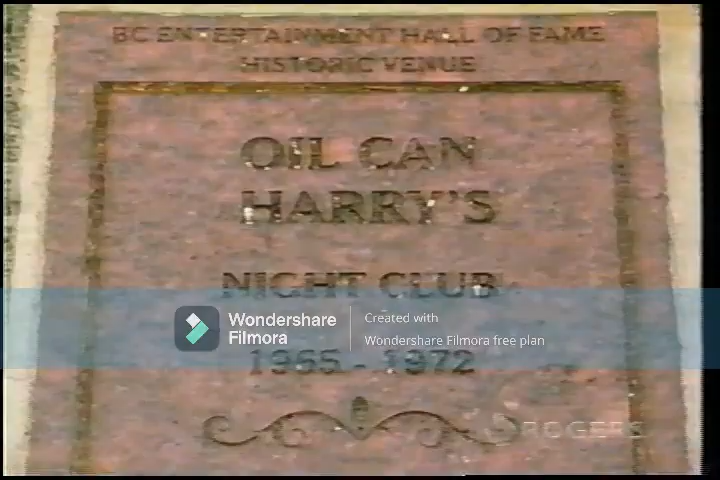 BC ENTERTAINMENT HALL OF FAME
HISTORIC VENUE
OIL CAN
HARRY'S
NIGHT CLUB
Wondershare
Filmora
Created with
Wondershare Filmora free plan
1965 - 1972
ROGERS